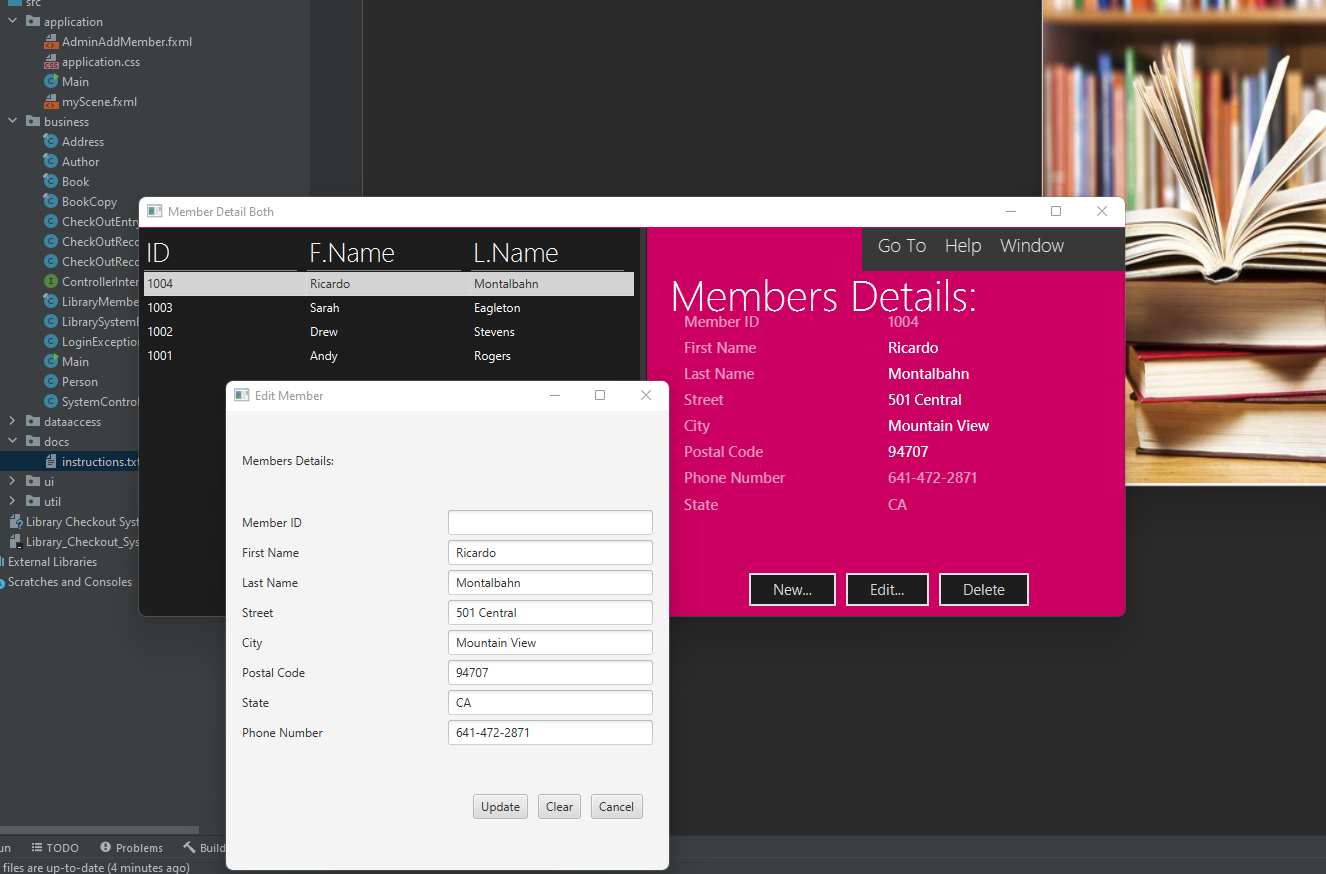 src
application
AdminAddMember.fxml
application.css
Main
myScene.fxml
business
Address
Author
Book
BookCopy
CheckOutEntry
CheckOutReco
CheckOutReco
ControllerInter
LibraryMembe
LibrarySystemE
LoginExceptio
Main
Person
SystemControl
dataaccess
docs
instructions.txt
ui
util
Library Checkout Syst
Library_Checkout_Sys
External Libraries
Scratches and Consoles
Member Detail Both
ID F.Name L.Name
1004 Ricardo Montalbahn
1003 Sarah Eagleton
1002 Drew Stevens
1001 Andy Rogers
Go To Help Window
Members Details:
Member ID 1004
First Name Ricardo
Last Name Montalbahn
Street 501 Central
City Mountain View
Postal Code 94707
Phone Number 641-472-2871
State CA
New... Edit... Delete
Edit Member
Members Details:
Member ID
First Name Ricardo
Last Name Montalbahn
Street 501 Central
City Mountain View
Postal Code 94707
State CA
Phone Number 641-472-2871
Update Clear Cancel
un TODO Problems Build
files are up-to-date (4 minutes ago)